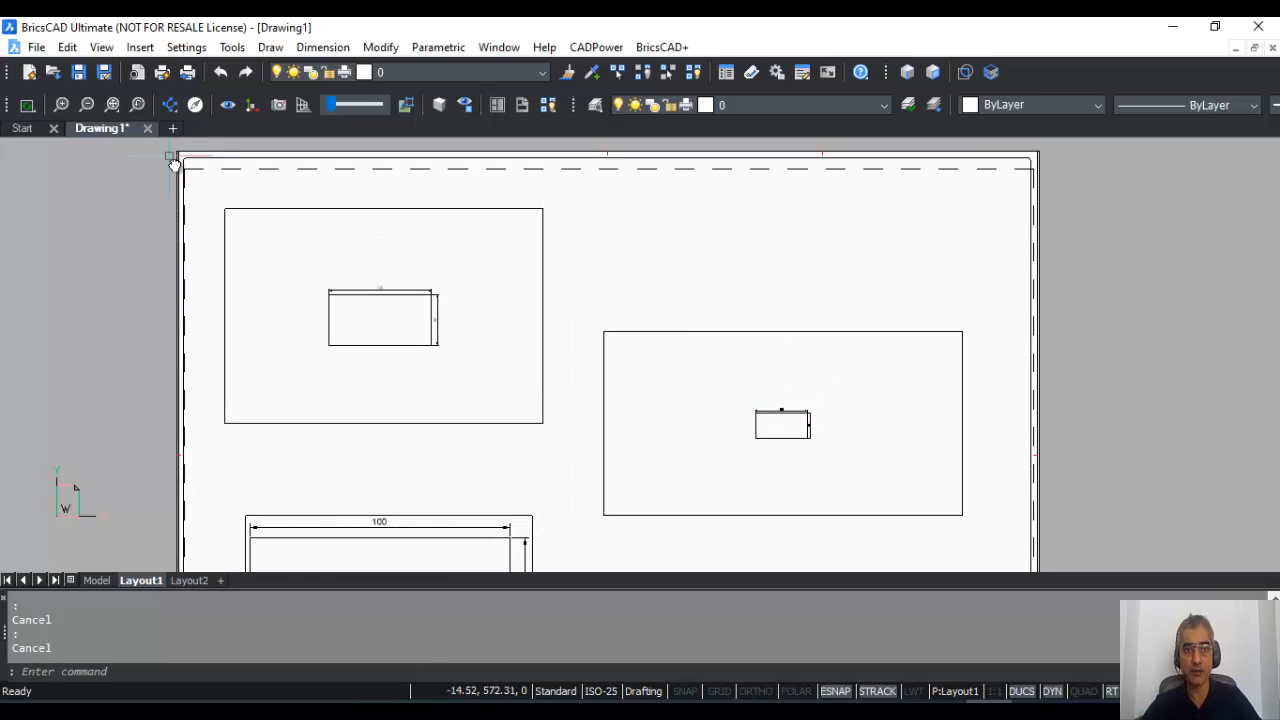 BricsCAD Ultimate (NOT FOR RESALE License) - [Drawing1]
File Edit View Insert Settings Tools Draw Dimension Modify Parametric Window Help CADPower BricsCAD+
0
0 ByLayer ByLayer
Start Drawing1*
100
Y
W
Model Layout1 Layout2 +
:
Cancel
:
Cancel
: Enter command
Ready -14.52, 572.31, 0 Standard ISO-25 Drafting SNAP GRID ORTHO POLAR ESNAP STRACK LWT P:Layout1 1:1 DUCS DYN QUAD RT